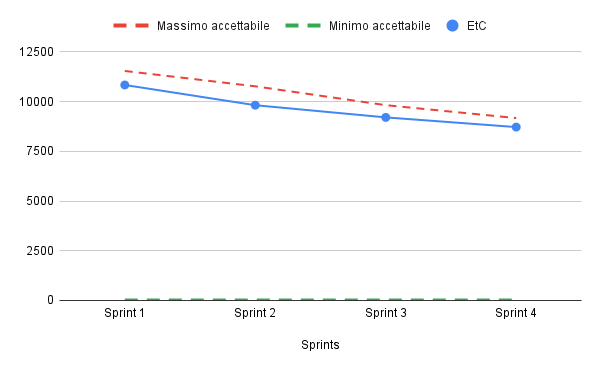 Massimo accettabile Minimo accettabile EtC
12500
10000
7500
5000
2500
0
Sprint 1 Sprint 2 Sprint 3 Sprint 4
Sprints